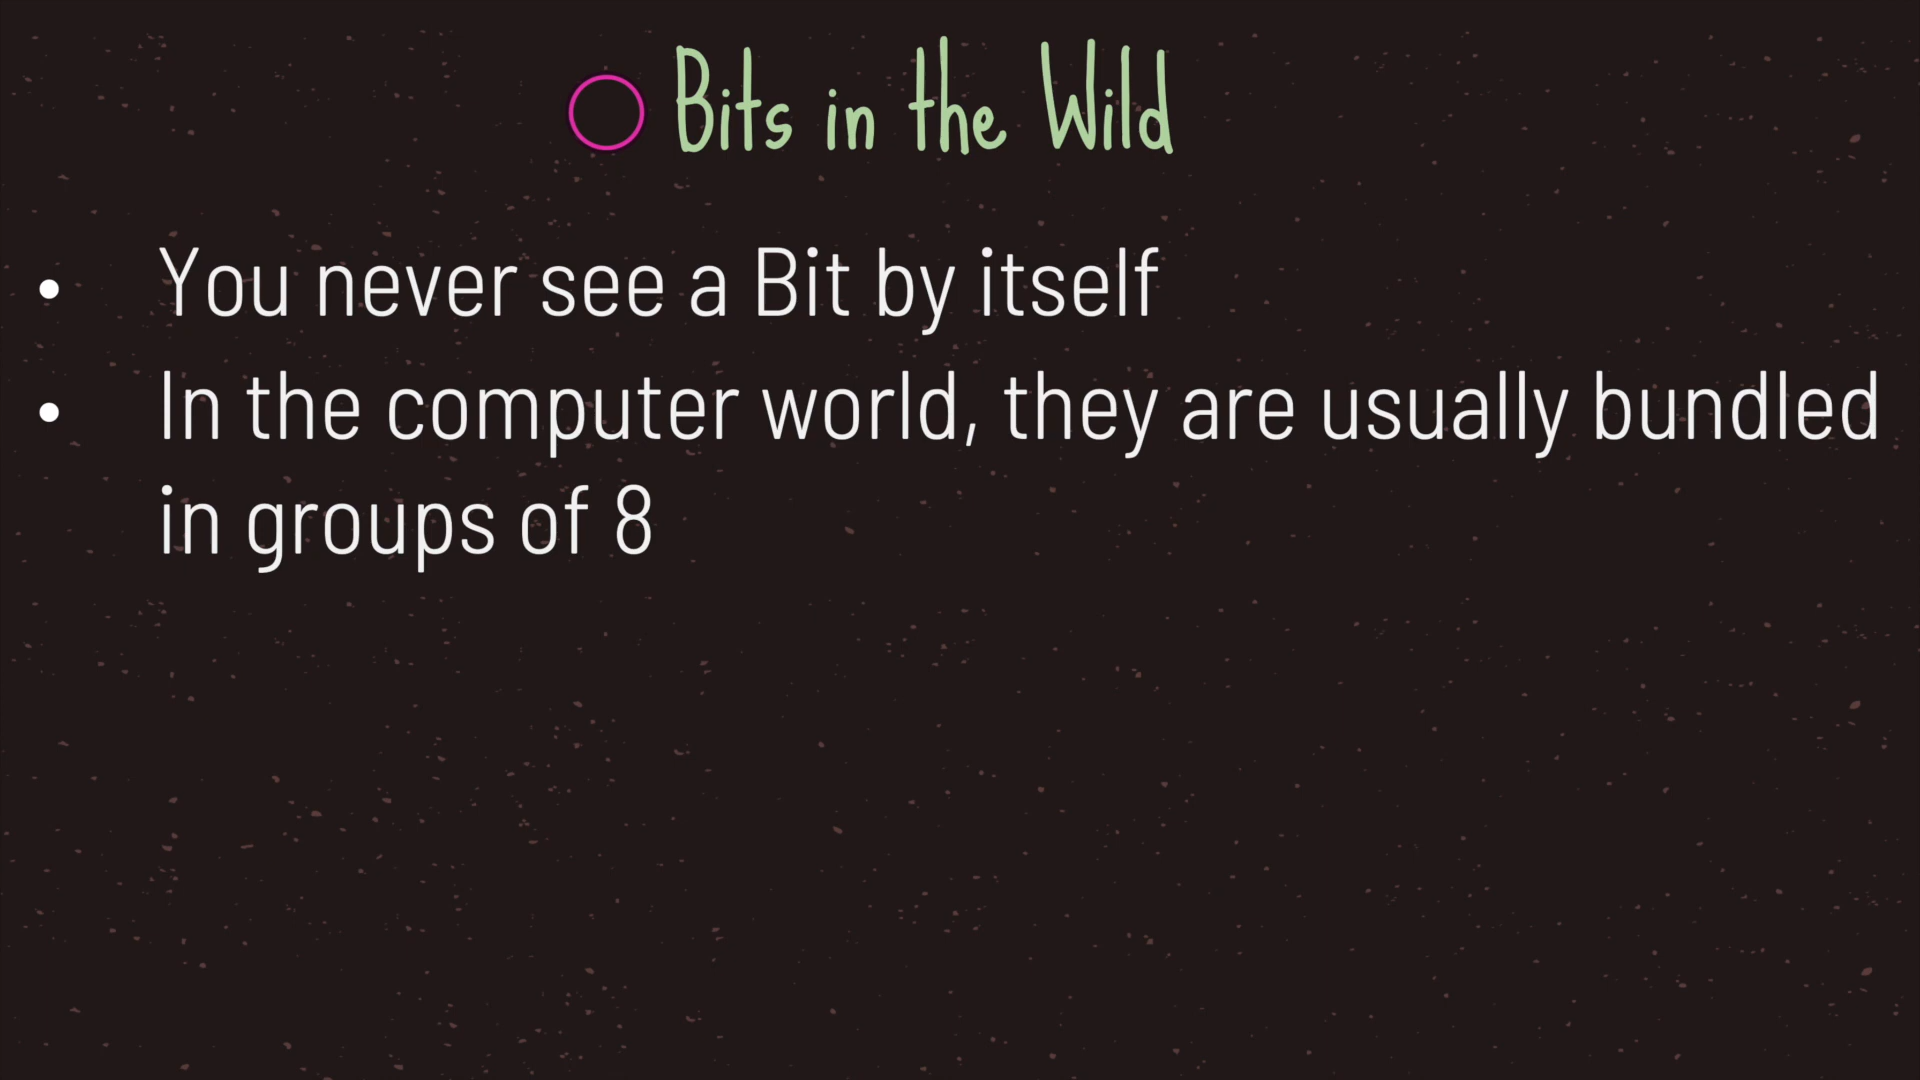 Bits in the Wild
• You never see a Bit by itself
• In the computer world, they are usually bundled
in groups of 8